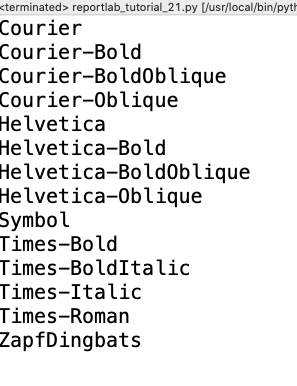 <terminated> reportlab_tutorial_21.py [/usr/local/bin/pyth
Courier
Courier-Bold
Courier-BoldOblique
Courier-Oblique
Helvetica
Helvetica-Bold
Helvetica-BoldOblique
Helvetica-Oblique
Symbol
Times-Bold
Times-BoldItalic
Times-Italic
Times-Roman
ZapfDingbats